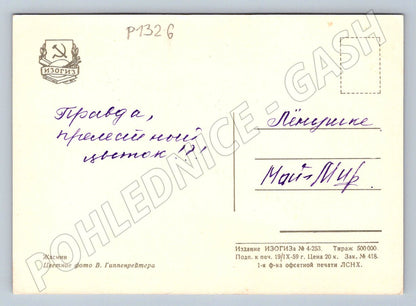 P1326
ИЗОГИЗ
Правда,
прелестный
цветок !?!
Лёнушке
Май-Мир
Жасмин
Цветное фото В. Гиппенрейтера
Издание ИЗОГИЗа № 4-253. Тираж 500 000.
Подп. к печ. 19/IX-59 г. Цена 20 к. Зак. № 418.
1-я ф-ка офсетной печати ЛСНХ.
POHLEDNICE - GASH